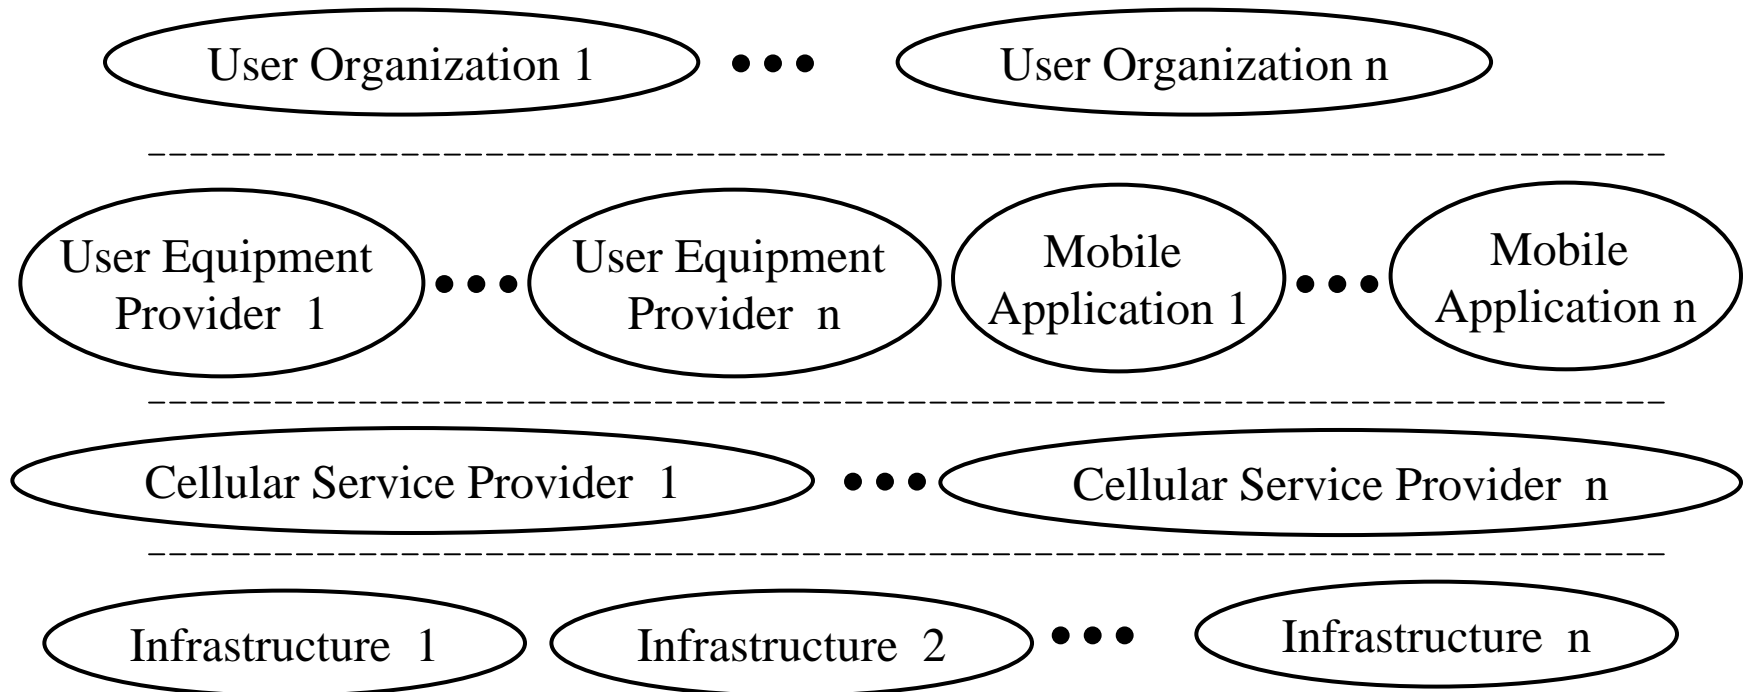 User Organization 1
User Organization n
User Equipment
Provider 1
User Equipment
Provider n
Mobile
Application 1
Mobile
Application n
Cellular Service Provider 1
Cellular Service Provider n
Infrastructure 1
Infrastructure 2
Infrastructure n